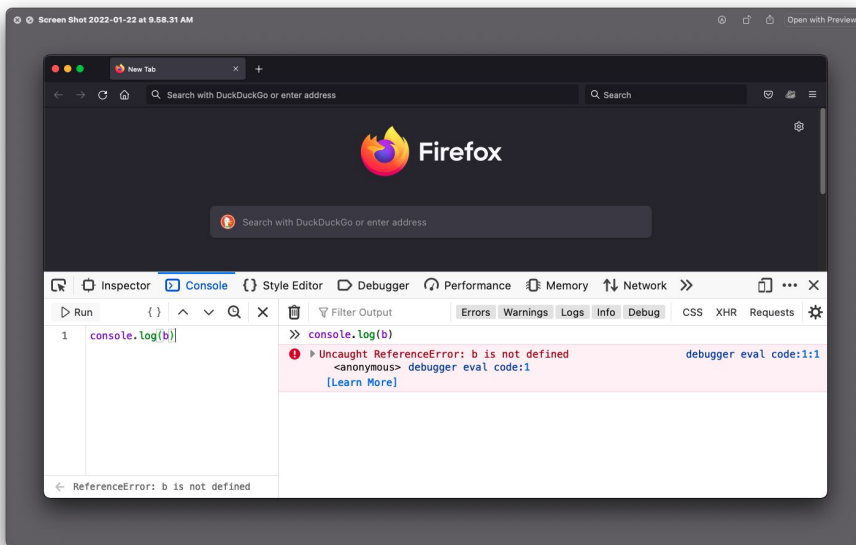 Screen Shot 2022-01-22 at 9.58.31 AM
Open with Preview
New Tab
Search with DuckDuckGo or enter address
Search
Firefox
Search with DuckDuckGo or enter address
Inspector Console {} Style Editor Debugger Performance Memory Network
Run { } Filter Output Errors Warnings Logs Info Debug CSS XHR Requests
1 console.log(b)
» console.log(b)
Uncaught ReferenceError: b is not defined debugger eval code:1:1
<anonymous> debugger eval code:1
[Learn More]
ReferenceError: b is not defined